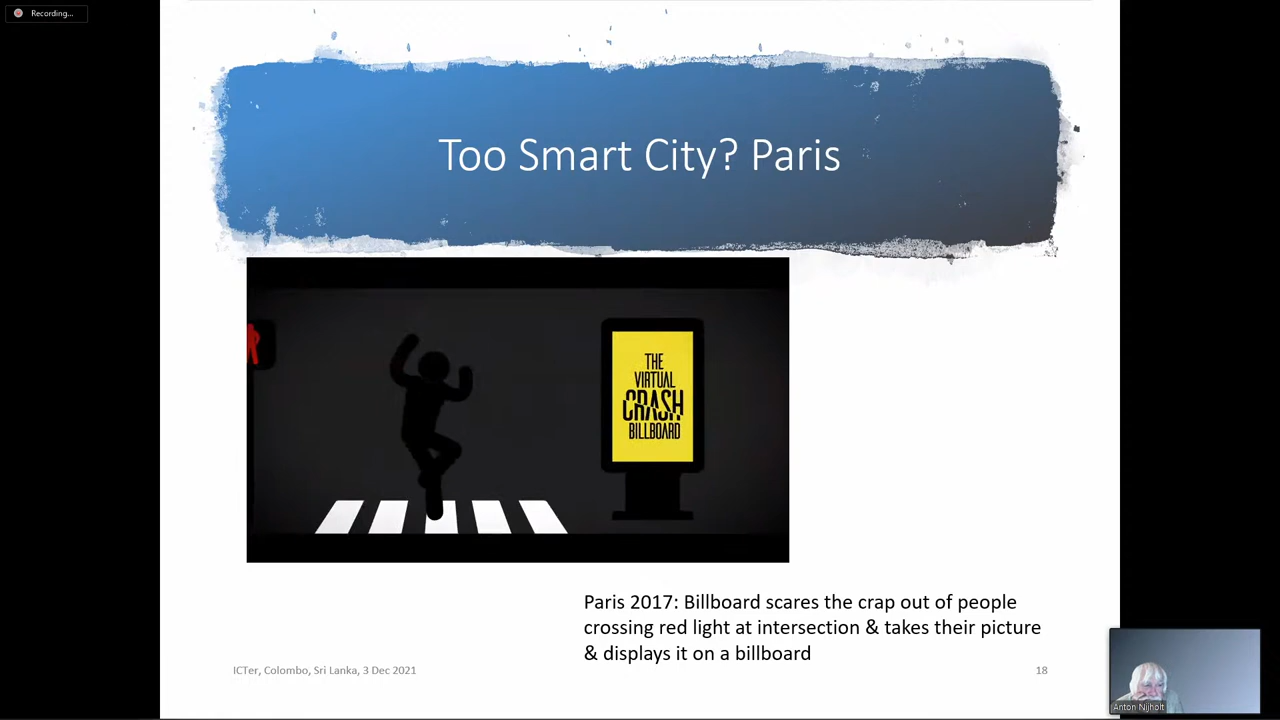 Recording...
Too Smart City? Paris
THE
VIRTUAL
CRASH
BILLBOARD
Paris 2017: Billboard scares the crap out of people
crossing red light at intersection & takes their picture
& displays it on a billboard
ICTer, Colombo, Sri Lanka, 3 Dec 2021
18
Anton Nijholt